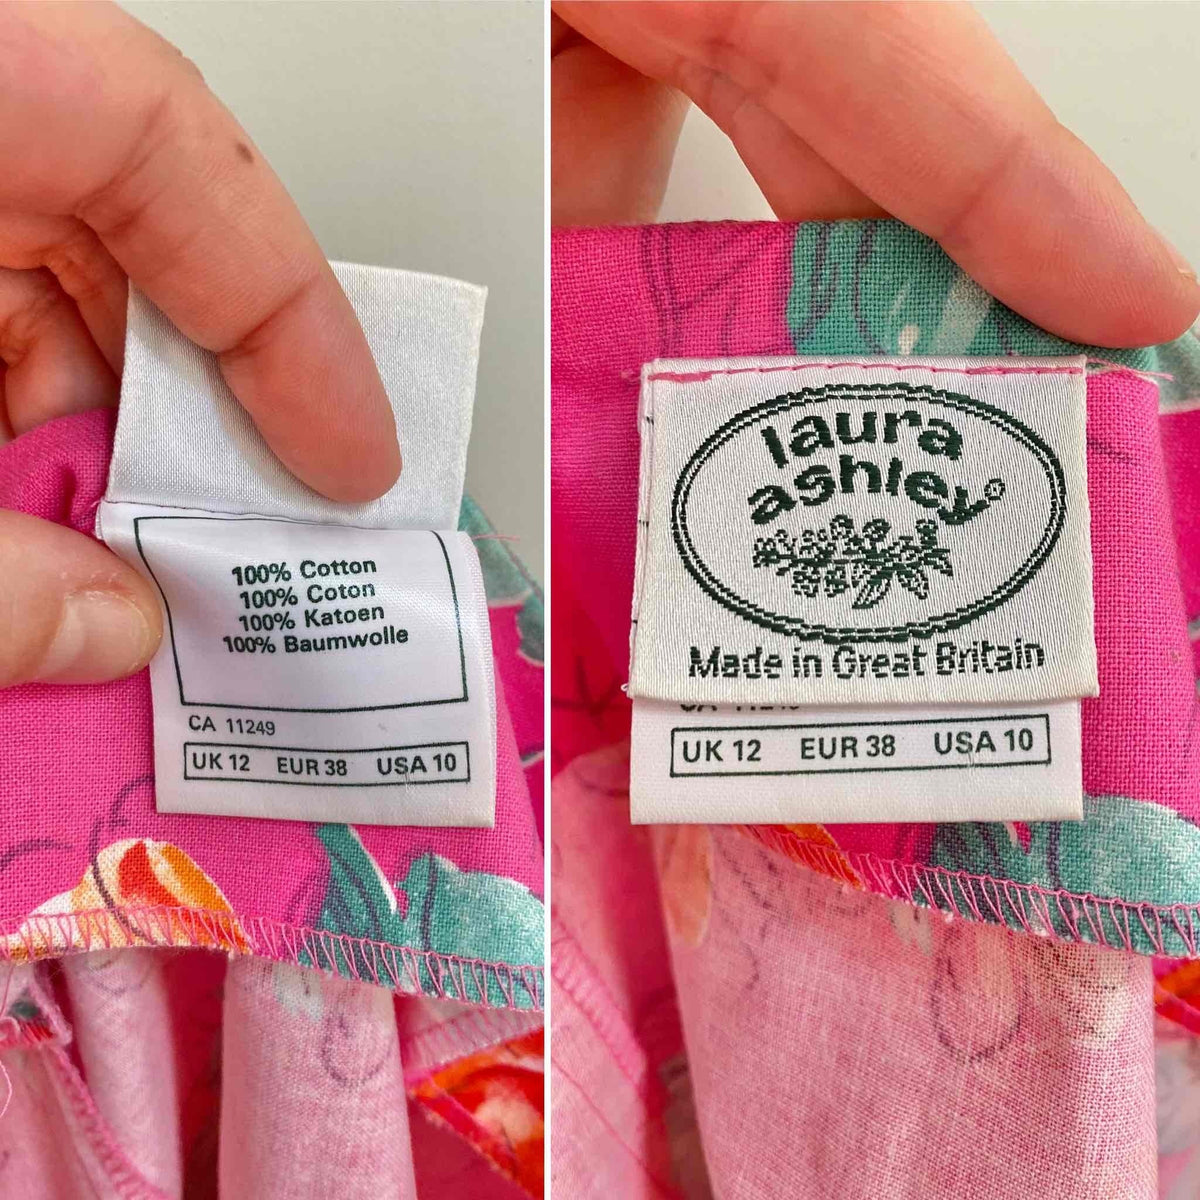 100% Cotton
100% Coton
100% Katoen
100% Baumwolle
CA 11249
UK 12 EUR 38 USA 10
laura
ashley®
Made in Great Britain
UK 12 EUR 38 USA 10